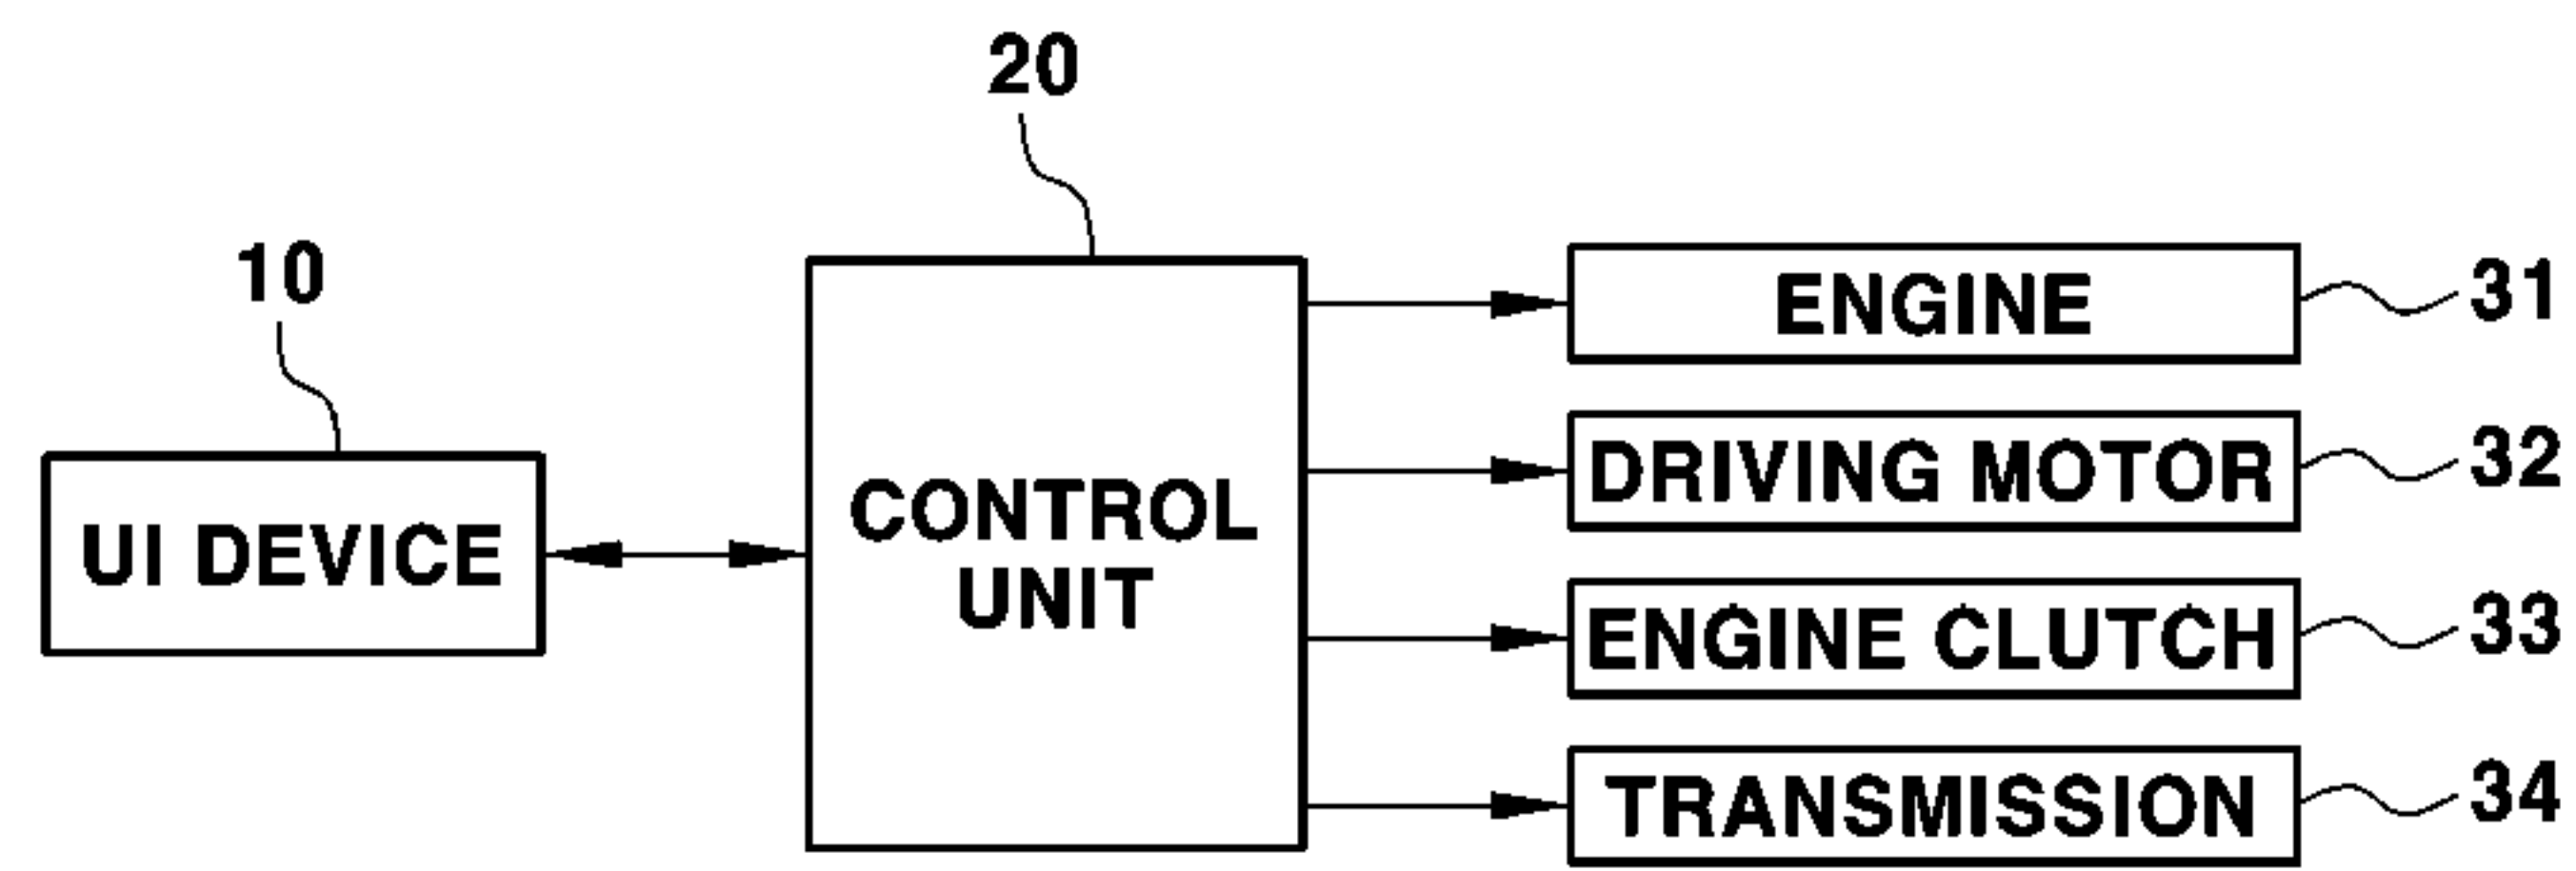 20
10
UI DEVICE
CONTROL
UNIT
ENGINE
31
DRIVING MOTOR
32
ENGINE CLUTCH
33
TRANSMISSION
34